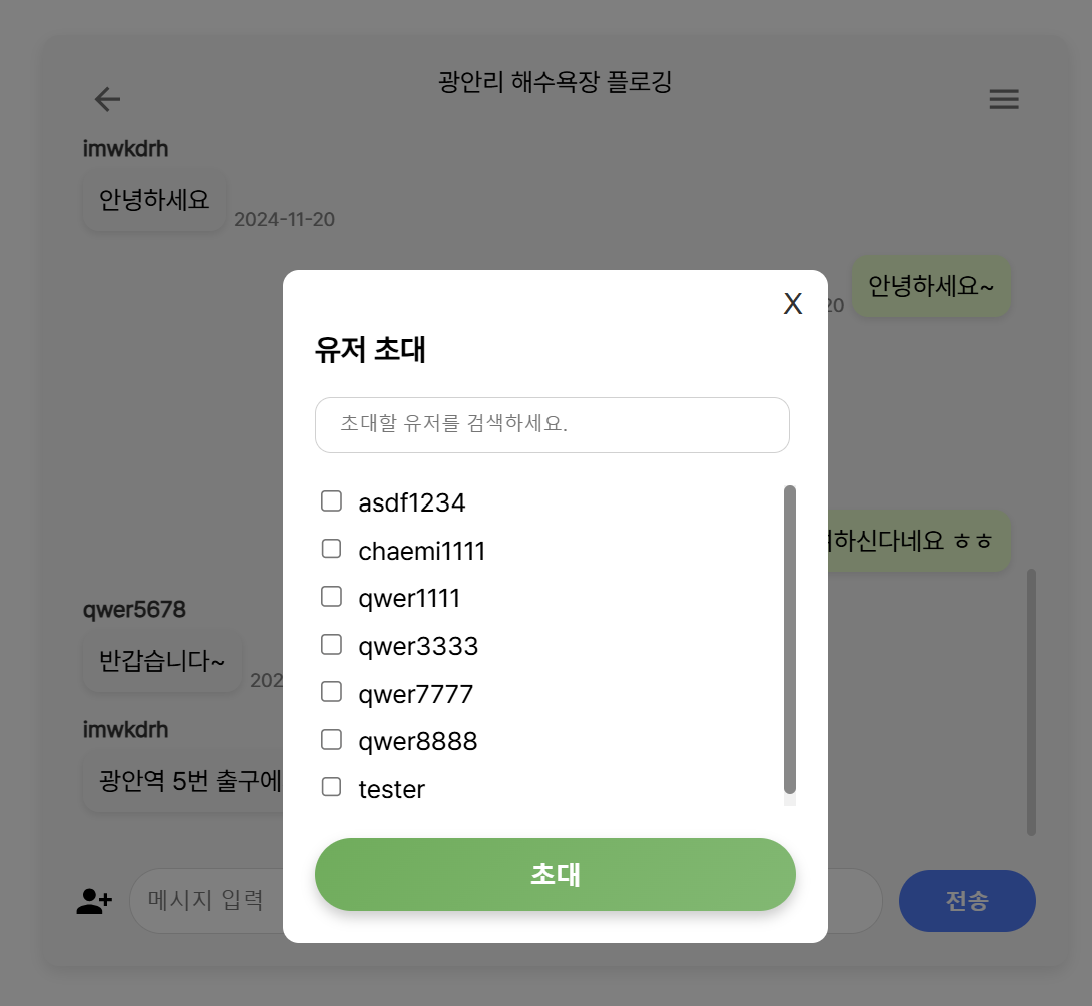 광안리 해수욕장 플로깅
imwkdrh
안녕하세요
2024-11-20
안녕하세요~
20
X
유저 초대
초대할 유저를 검색하세요.
asdf1234
chaemi1111
qwer1111
qwer3333
qwer7777
qwer8888
tester
초대
하신다네요 ㅎㅎ
qwer5678
반갑습니다~
202
imwkdrh
광안역 5번 출구에
메시지 입력
전송